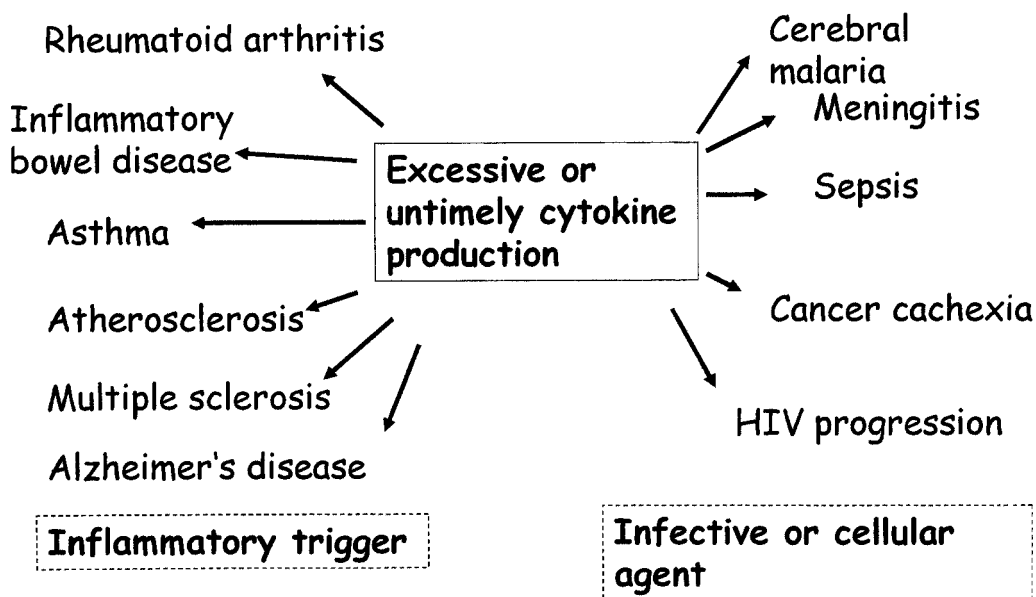 Rheumatoid arthritis
Inflammatory
bowel disease
Asthma
Atherosclerosis
Multiple sclerosis
Alzheimer's disease
Inflammatory trigger
Excessive or
untimely cytokine
production
Cerebral
malaria
Meningitis
Sepsis
Cancer cachexia
HIV progression
Infective or cellular
agent